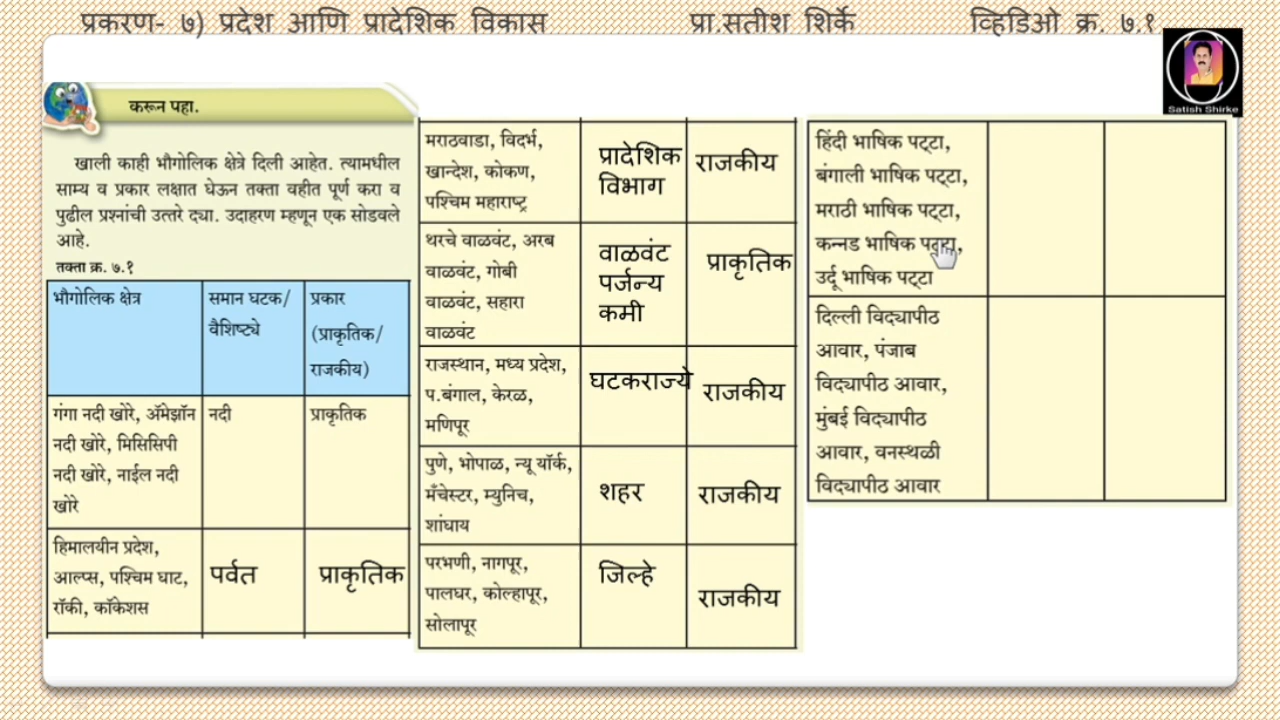 प्रकरण- ७) प्रदेश आणि प्रादेशिक विकास प्रा.सतीश शिर्के व्हिडिओ क्र. ७.१
Satish Shirke
करून पहा.
खाली काही भौगोलिक क्षेत्रे दिली आहेत. त्यामधील
साम्य व प्रकार लक्षात घेऊन तक्ता वहीत पूर्ण करा व
पुढील प्रश्नांची उत्तरे द्या. उदाहरण म्हणून एक सोडवले
आहे.
तक्ता क्र. ७.१
भौगोलिक क्षेत्र
समान घटक/
वैशिष्ट्ये
प्रकार
(प्राकृतिक/
राजकीय)
गंगा नदी खोरे, ॲमेझॉन
नदी खोरे, मिसिसिपी
नदी खोरे, नाईल नदी
खोरे
नदी
प्राकृतिक
हिमालयीन प्रदेश,
आल्प्स, पश्चिम घाट,
रॉकी, कॉकेशस
पर्वत
प्राकृतिक
मराठवाडा, विदर्भ,
खान्देश, कोकण,
पश्चिम महाराष्ट्र
प्रादेशिक
विभाग
राजकीय
थरचे वाळवंट, अरब
वाळवंट, गोबी
वाळवंट, सहारा
वाळवंट
वाळवंट
पर्जन्य
कमी
प्राकृतिक
राजस्थान, मध्य प्रदेश,
प.बंगाल, केरळ,
मणिपूर
घटकराज्ये
राजकीय
पुणे, भोपाळ, न्यू यॉर्क,
मँचेस्टर, म्युनिच,
शांघाय
शहर
राजकीय
परभणी, नागपूर,
पालघर, कोल्हापूर,
सोलापूर
जिल्हे
राजकीय
हिंदी भाषिक पट्टा,
बंगाली भाषिक पट्टा,
मराठी भाषिक पट्टा,
कन्नड भाषिक पट्टा,
उर्दू भाषिक पट्टा
दिल्ली विद्यापीठ
आवार, पंजाब
विद्यापीठ आवार,
मुंबई विद्यापीठ
आवार, वनस्थळी
विद्यापीठ आवार